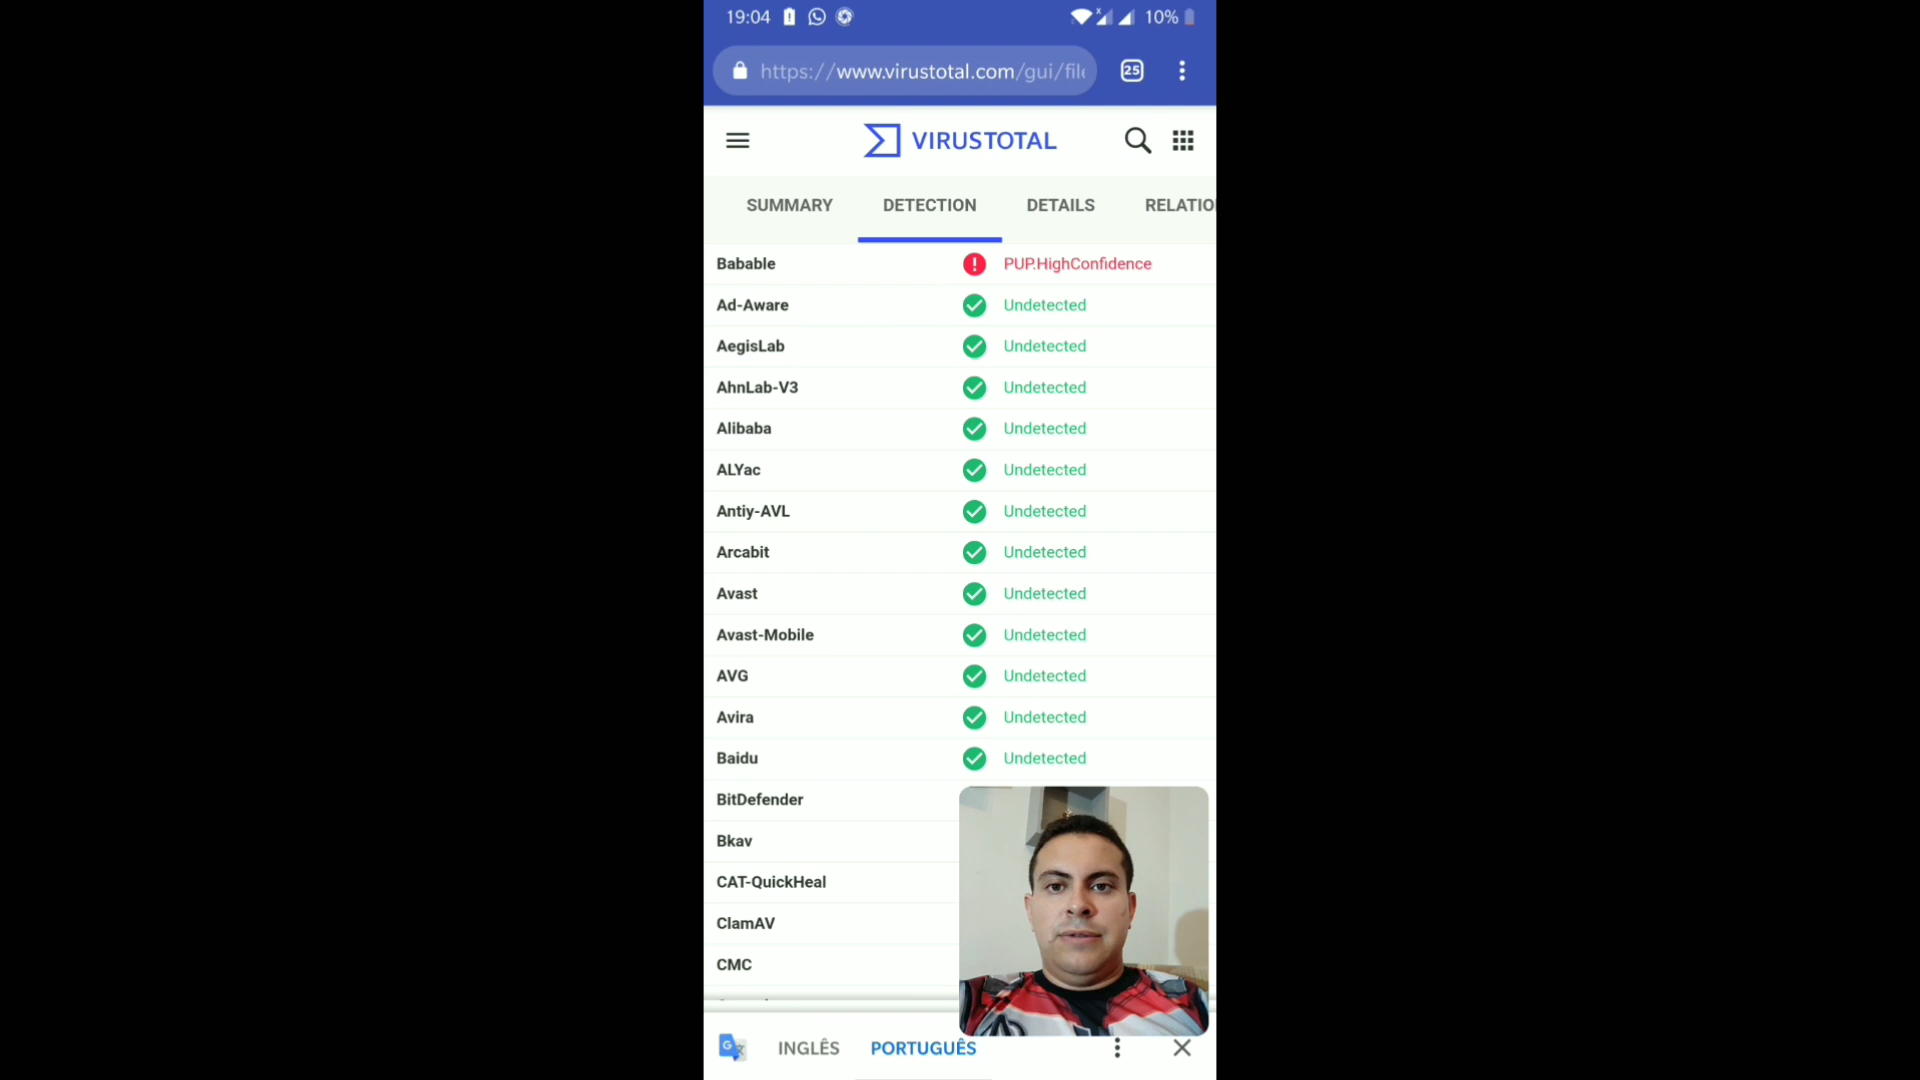 19:04 10%
https://www.virustotal.com/gui/file 25
VIRUSTOTAL
SUMMARY DETECTION DETAILS RELATIO
Babable PUP.HighConfidence
Ad-Aware Undetected
AegisLab Undetected
AhnLab-V3 Undetected
Alibaba Undetected
ALYac Undetected
Antiy-AVL Undetected
Arcabit Undetected
Avast Undetected
Avast-Mobile Undetected
AVG Undetected
Avira Undetected
Baidu Undetected
BitDefender
Bkav
CAT-QuickHeal
ClamAV
CMC
INGLÊS PORTUGUÊS